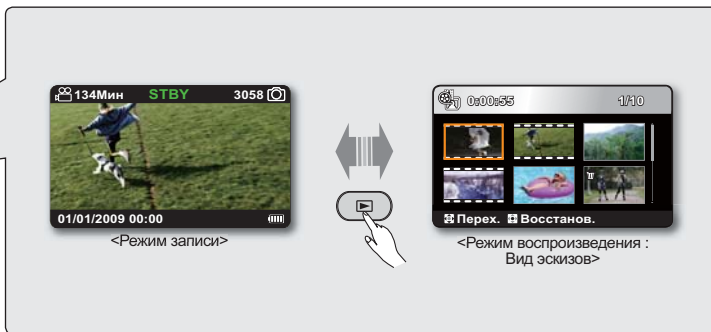 134Мин STBY 3058
01/01/2009 00:00
<Режим записи>
0:00:55 1/10
Перех. Восстанов.
<Режим воспроизведения :
Вид эскизов>